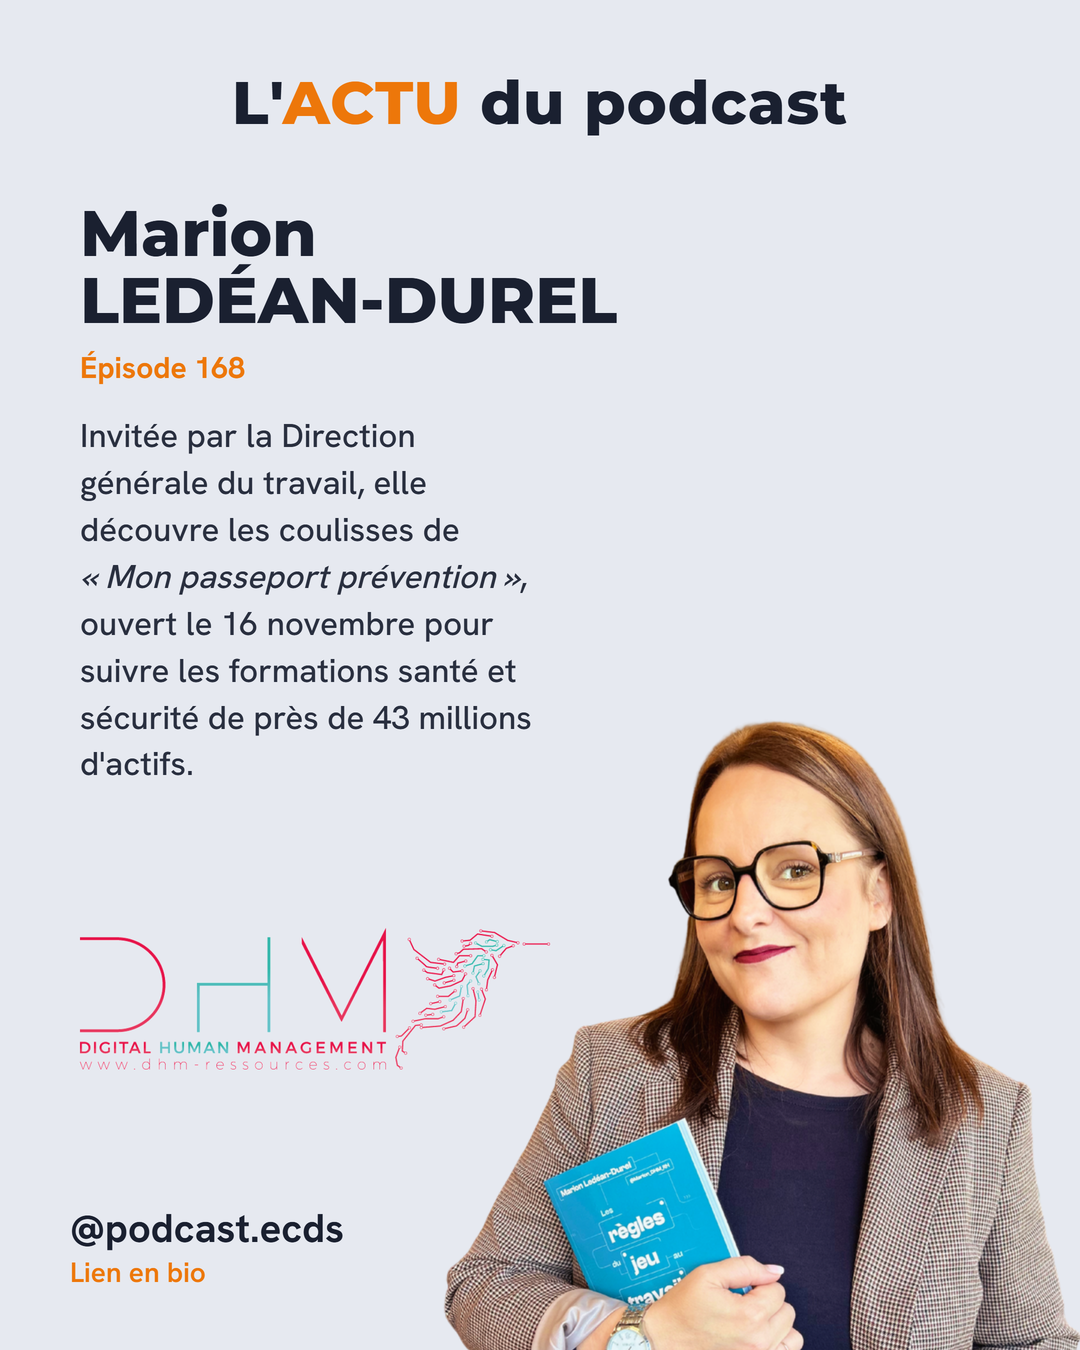 L'ACTU du podcast
Marion
LEDÉAN-DUREL
Épisode 168
Invitée par la Direction
générale du travail, elle
découvre les coulisses de
« Mon passeport prévention »,
ouvert le 16 novembre pour
suivre les formations santé et
sécurité de près de 43 millions
d'actifs.
DHM
DIGITAL HUMAN MANAGEMENT
www.dhm-ressources.com
Marion Ledéan-Durel
Les
règles
du jeu au
travail
@podcast.ecds
Lien en bio